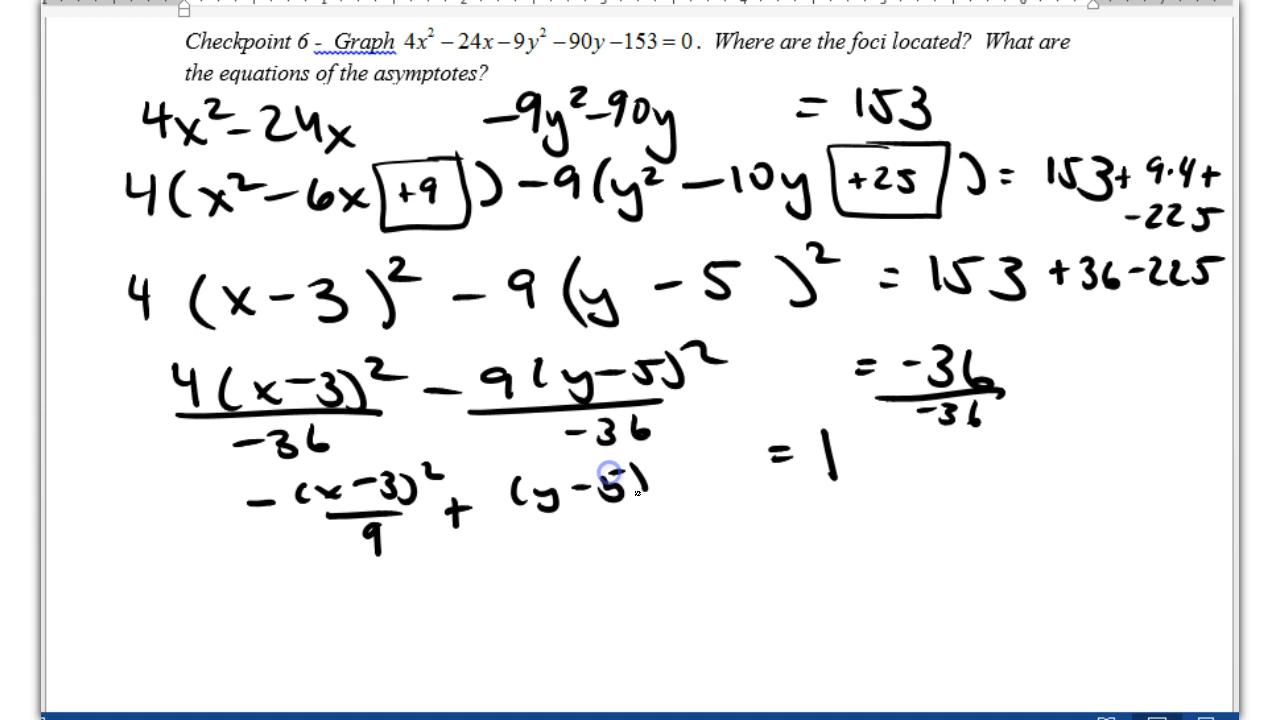 Checkpoint 6 - Graph 4x² − 24x − 9y² − 90y − 153 = 0. Where are the foci located? What are
the equations of the asymptotes?
4x² − 24x −9y² − 90y = 153
4(x² − 6x +9) − 9(y² − 10y +25) = 153 + 9·4 +
−225
4(x − 3)² − 9(y − 5)² = 153 + 36 − 225
4(x − 3)² − 9(y − 5)² = −36
−36 −36 −36
−(x − 3)² + (y − 5) = 1
9